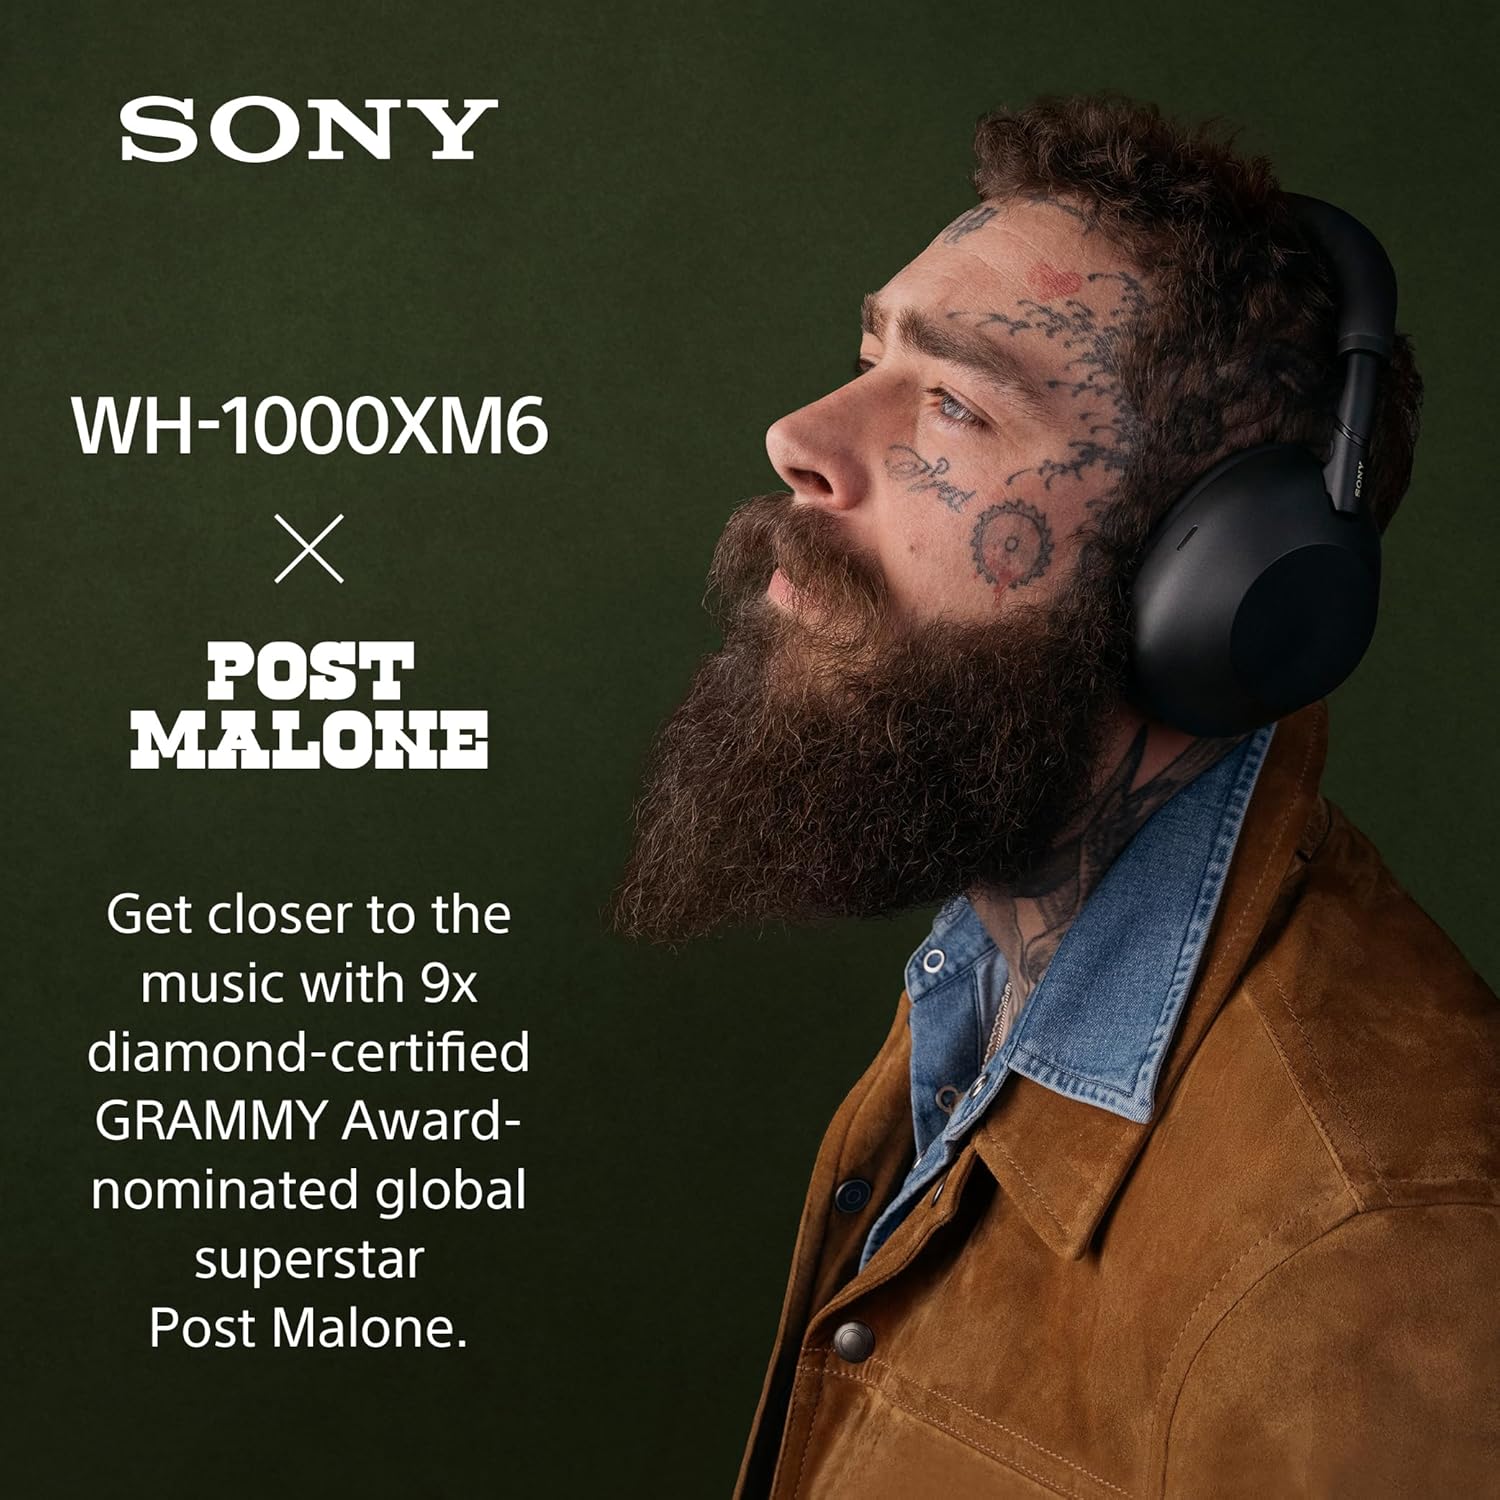 SONY
WH-1000XM6
×
POST
MALONE
Get closer to the
music with 9x
diamond-certified
GRAMMY Award-
nominated global
superstar
Post Malone.
SONY